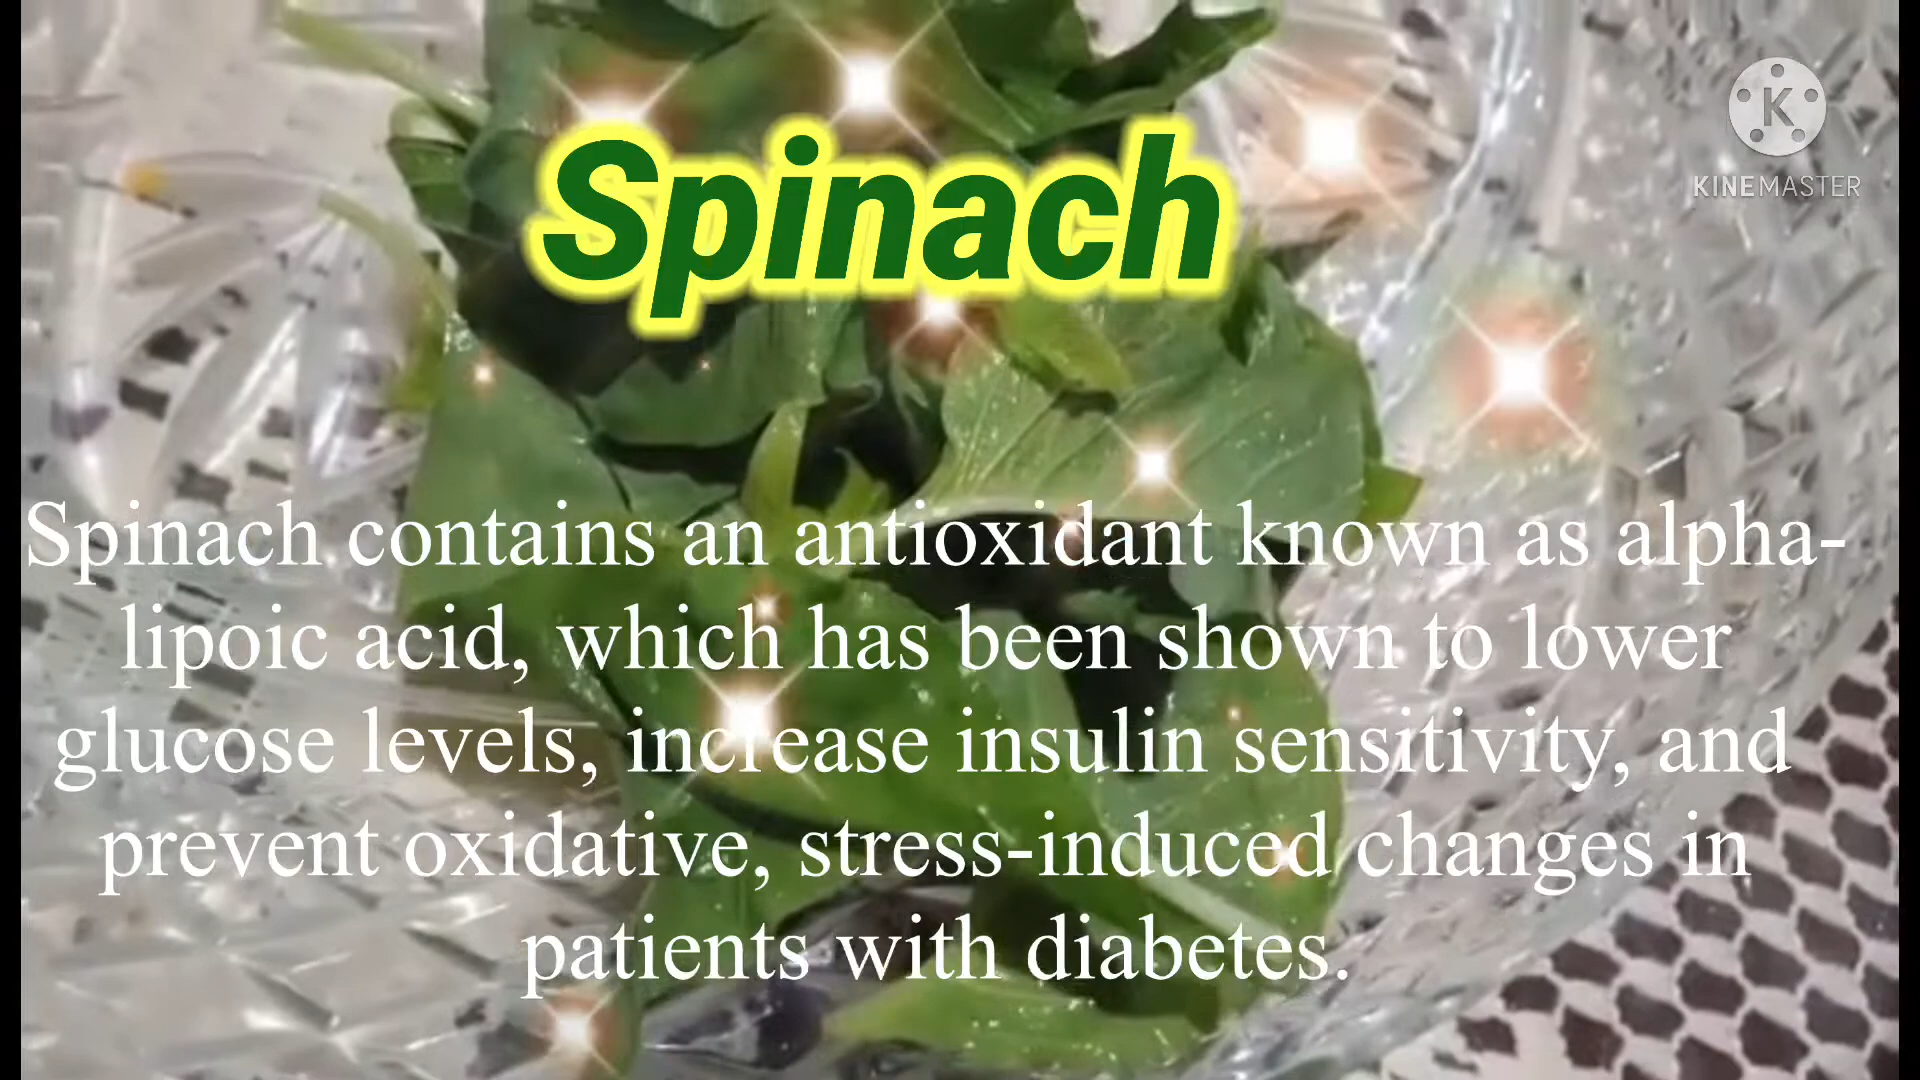 Spinach
K
KINEMASTER
Spinach contains an antioxidant known as alpha-
lipoic acid, which has been shown to lower
glucose levels, increase insulin sensitivity, and
prevent oxidative, stress-induced changes in
patients with diabetes.